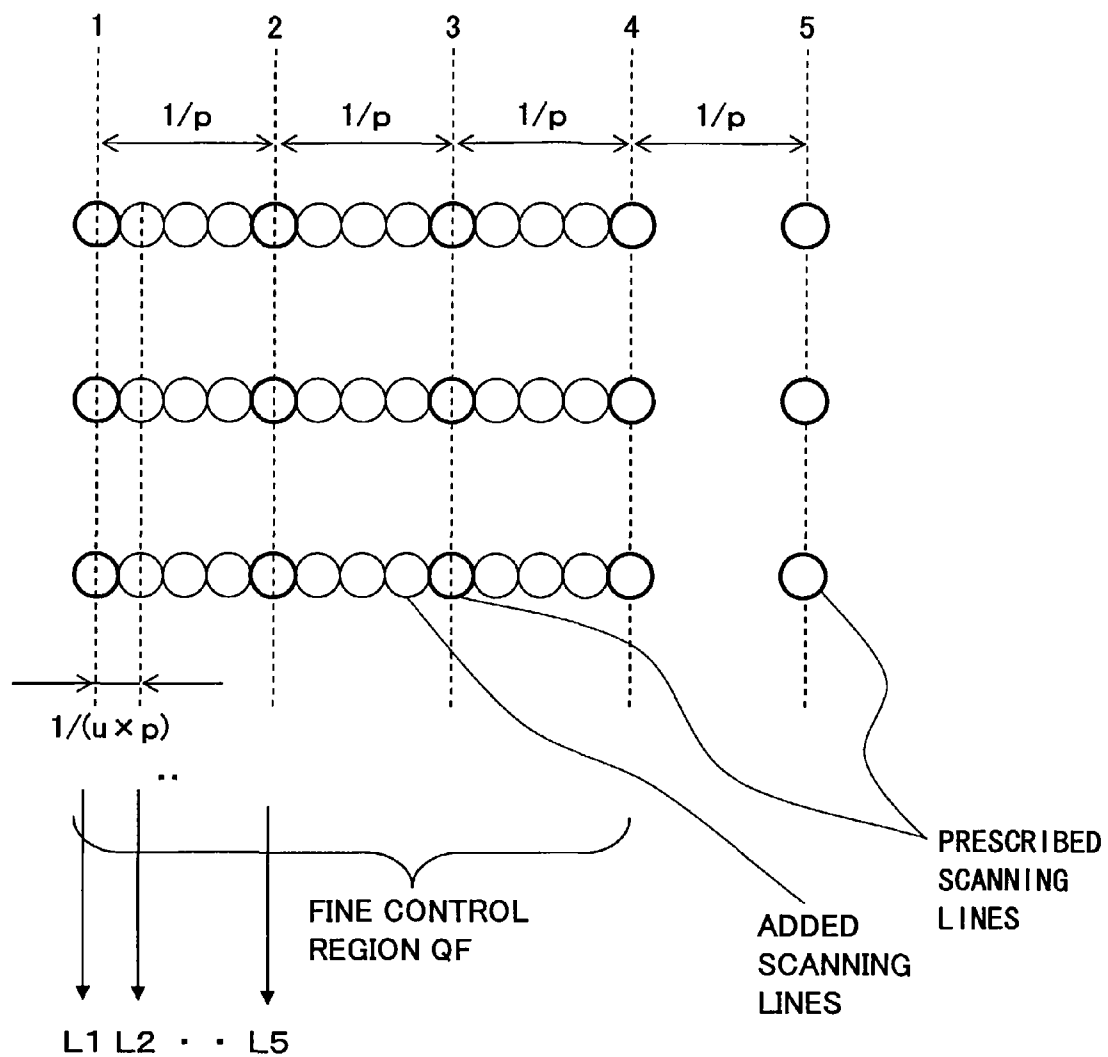 1 2 3 4 5
1/p 1/p 1/p 1/p
1/(u×p)
..
FINE CONTROL
REGION QF
PRESCRIBED
SCANNING
LINES
ADDED
SCANNING
LINES
L1 L2 · · L5